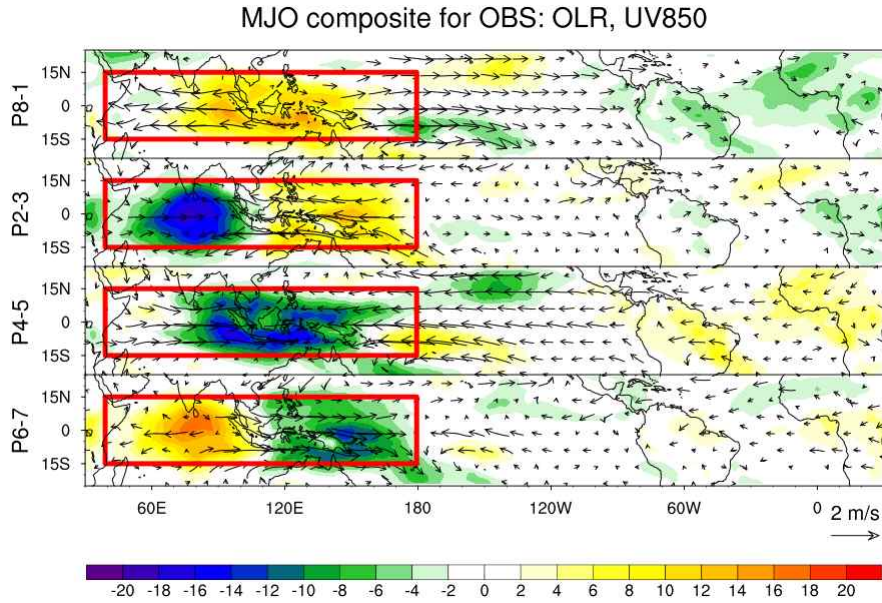 MJO composite for OBS: OLR, UV850
P8-1
15N
0
15S
P2-3
15N
0
15S
P4-5
15N
0
15S
P6-7
15N
0
15S
60E 120E 180 120W 60W 0
2 m/s
-20 -18 -16 -14 -12 -10 -8 -6 -4 -2 0 2 4 6 8 10 12 14 16 18 20